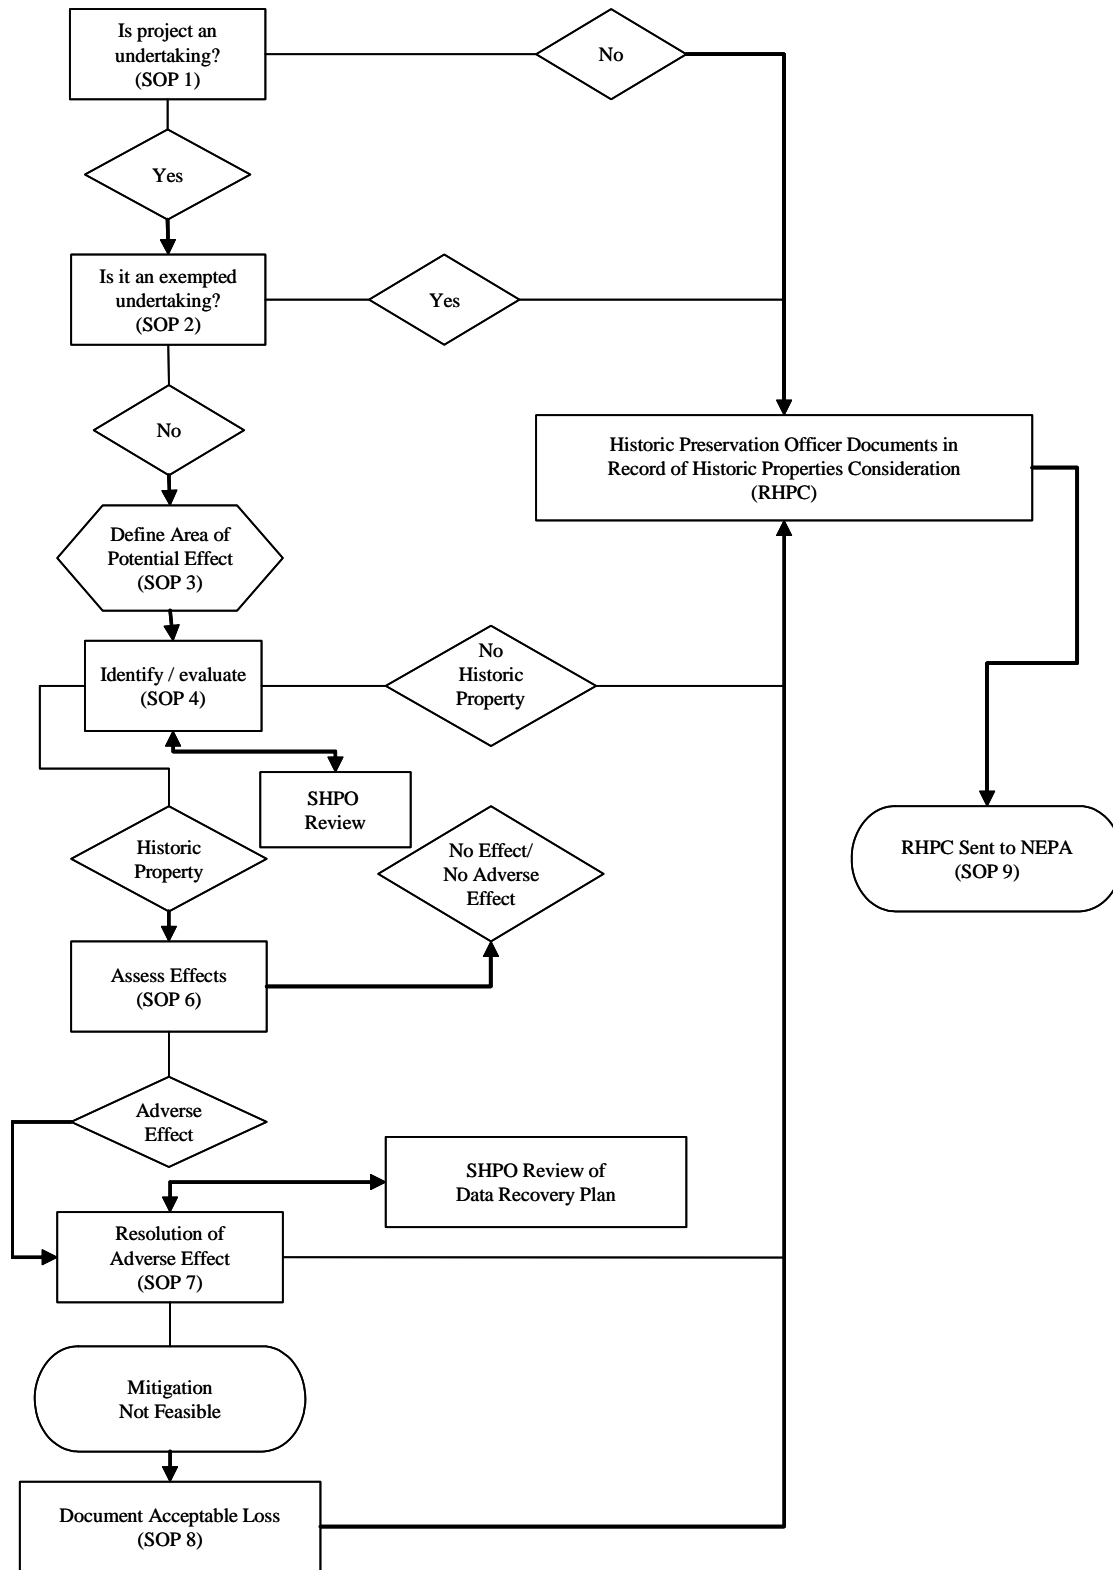 Is project an
undertaking?
(SOP 1)
No
Yes
Is it an exempted
undertaking?
(SOP 2)
Yes
No
Historic Preservation Officer Documents in
Record of Historic Properties Consideration
(RHPC)
Define Area of
Potential Effect
(SOP 3)
Identify / evaluate
(SOP 4)
No
Historic
Property
SHPO
Review
Historic
Property
No Effect/
No Adverse
Effect
RHPC Sent to NEPA
(SOP 9)
Assess Effects
(SOP 6)
Adverse
Effect
SHPO Review of
Data Recovery Plan
Resolution of
Adverse Effect
(SOP 7)
Mitigation
Not Feasible
Document Acceptable Loss
(SOP 8)